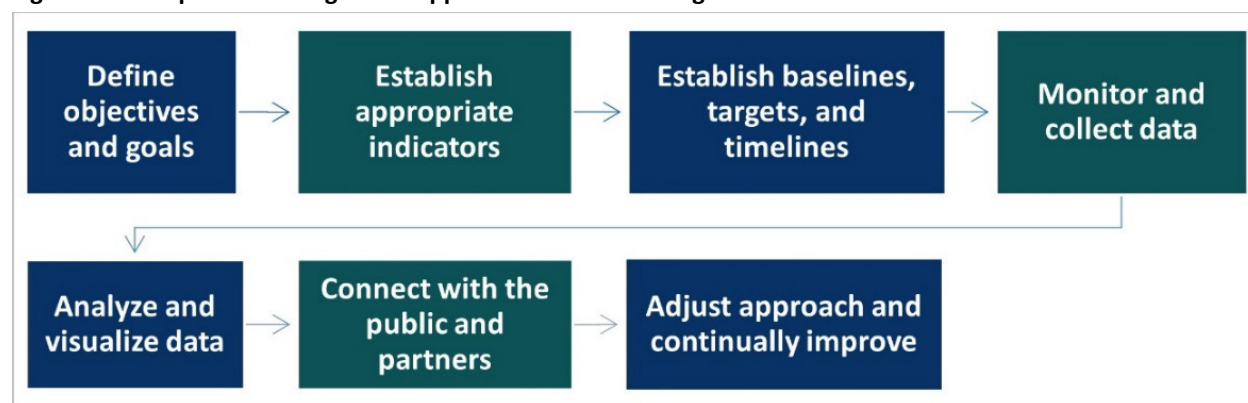 Define
objectives
and goals
Establish
appropriate
indicators
Establish baselines,
targets, and
timelines
Monitor and
collect data
Analyze and
visualize data
Connect with the
public and
partners
Adjust approach and
continually improve